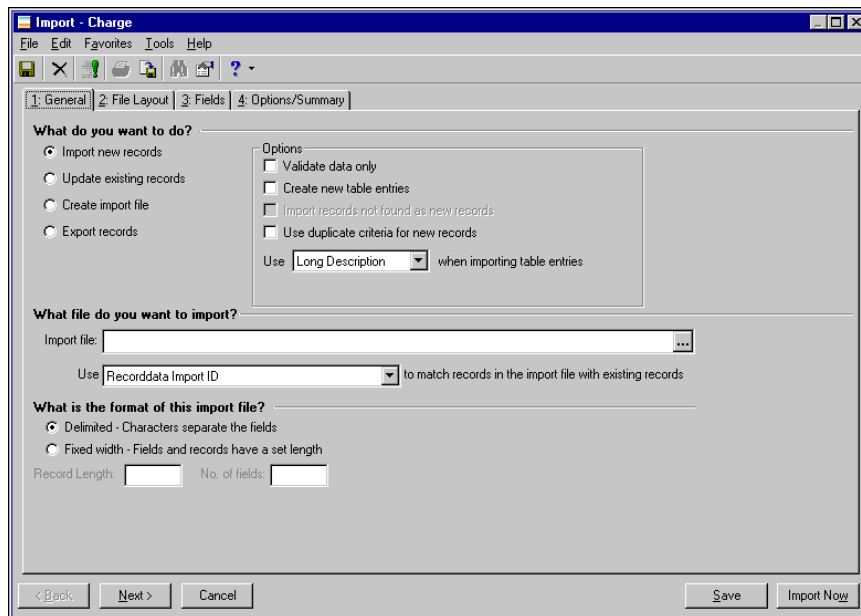 Import - Charge
File Edit Favorites Tools Help
1: General 2: File Layout 3: Fields 4: Options/Summary
What do you want to do?
Import new records
Update existing records
Create import file
Export records
Options
Validate data only
Create new table entries
Import records not found as new records
Use duplicate criteria for new records
Use Long Description when importing table entries
What file do you want to import?
Import file: ...
Use Recorddata Import ID to match records in the import file with existing records
What is the format of this import file?
Delimited - Characters separate the fields
Fixed width - Fields and records have a set length
Record Length: No. of fields:
< Back Next > Cancel Save Import Now